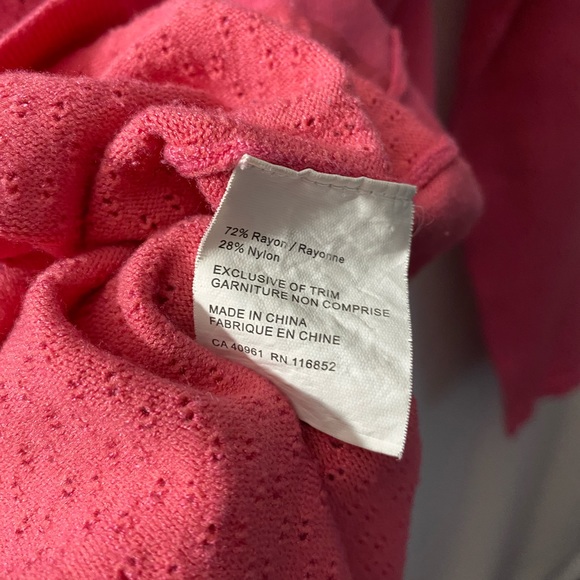 72% Rayon / Rayonne
28% Nylon
EXCLUSIVE OF TRIM
GARNITURE NON COMPRISE
MADE IN CHINA
FABRIQUE EN CHINE
CA 40961 RN 116852